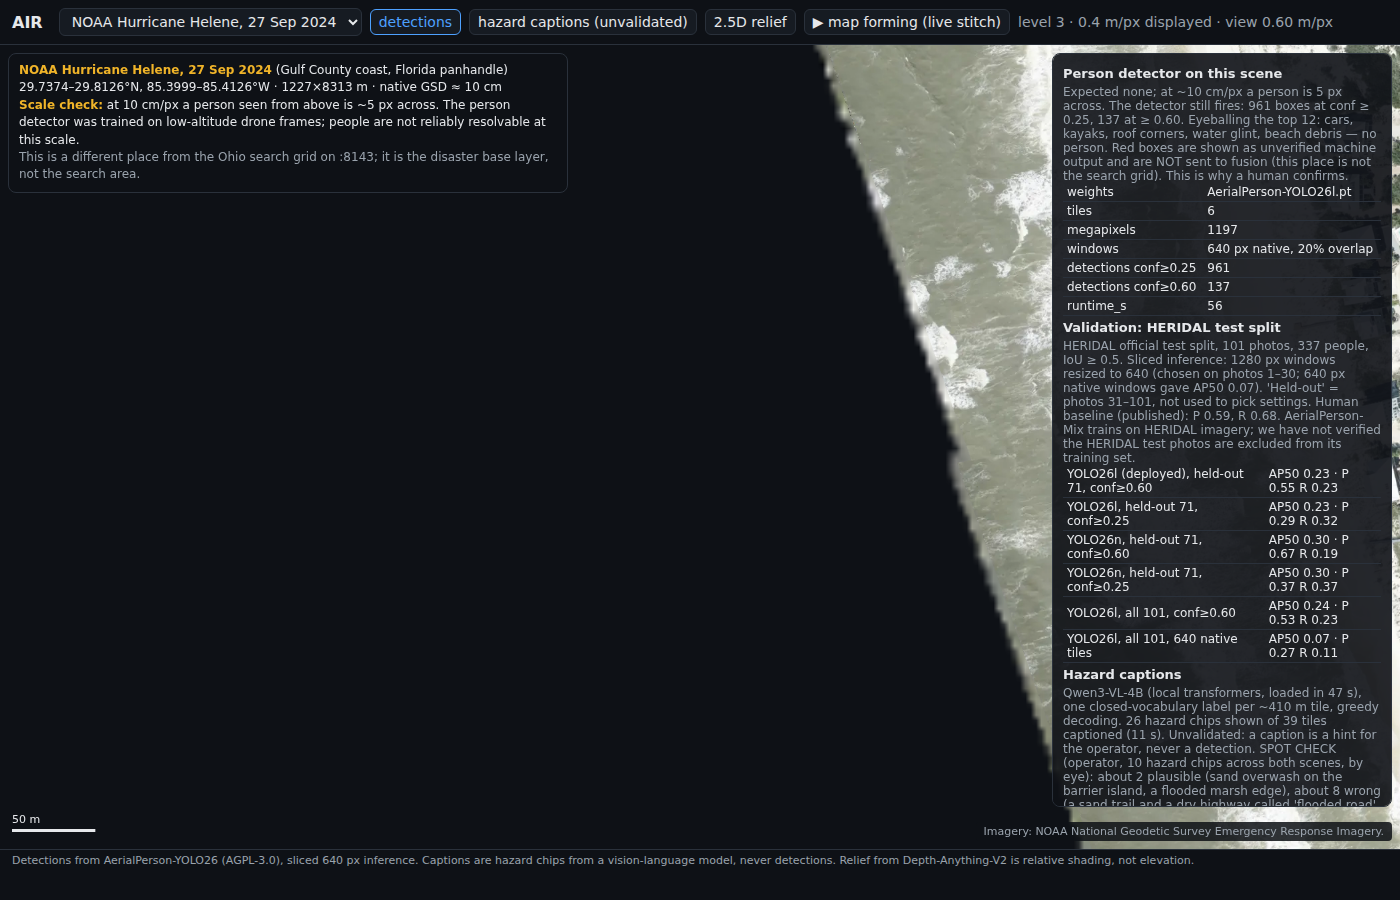 AIR
NOAA Hurricane Helene, 27 Sep 2024
detections
hazard captions (unvalidated)
2.5D relief
▶ map forming (live stitch)
level 3 · 0.4 m/px displayed · view 0.60 m/px
NOAA Hurricane Helene, 27 Sep 2024 (Gulf County coast, Florida panhandle)
29.7374–29.8126°N, 85.3999–85.4126°W · 1227×8313 m · native GSD ≈ 10 cm
Scale check: at 10 cm/px a person seen from above is ~5 px across. The person
detector was trained on low-altitude drone frames; people are not reliably resolvable at
this scale.
This is a different place from the Ohio search grid on :8143; it is the disaster base layer,
not the search area.
Person detector on this scene
Expected none; at ~10 cm/px a person is 5 px
across. The detector still fires: 961 boxes at conf ≥
0.25, 137 at ≥ 0.60. Eyeballing the top 12: cars,
kayaks, roof corners, water glint, beach debris — no
person. Red boxes are shown as unverified machine
output and are NOT sent to fusion (this place is not
the search grid). This is why a human confirms.
weights AerialPerson-YOLO26l.pt
tiles 6
megapixels 1197
windows 640 px native, 20% overlap
detections conf≥0.25 961
detections conf≥0.60 137
runtime_s 56
Validation: HERIDAL test split
HERIDAL official test split, 101 photos, 337 people,
IoU ≥ 0.5. Sliced inference: 1280 px windows
resized to 640 (chosen on photos 1–30; 640 px
native windows gave AP50 0.07). 'Held-out' =
photos 31–101, not used to pick settings. Human
baseline (published): P 0.59, R 0.68. AerialPerson-
Mix trains on HERIDAL imagery; we have not verified
the HERIDAL test photos are excluded from its
training set.
YOLO26l (deployed), held-out AP50 0.23 · P
71, conf≥0.60 0.55 R 0.23
YOLO26l, held-out 71, AP50 0.23 · P
conf≥0.25 0.29 R 0.32
YOLO26n, held-out 71, AP50 0.30 · P
conf≥0.60 0.67 R 0.19
YOLO26n, held-out 71, AP50 0.30 · P
conf≥0.25 0.37 R 0.37
YOLO26l, all 101, conf≥0.60 AP50 0.24 · P
0.53 R 0.23
YOLO26l, all 101, 640 native AP50 0.07 · P
tiles 0.27 R 0.11
Hazard captions
Qwen3-VL-4B (local transformers, loaded in 47 s),
one closed-vocabulary label per ~410 m tile, greedy
decoding. 26 hazard chips shown of 39 tiles
captioned (11 s). Unvalidated: a caption is a hint for
the operator, never a detection. SPOT CHECK
(operator, 10 hazard chips across both scenes, by
eye): about 2 plausible (sand overwash on the
barrier island, a flooded marsh edge), about 8 wrong
(a sand trail and a dry highway called 'flooded road',
50 m
Imagery: NOAA National Geodetic Survey Emergency Response Imagery.
Detections from AerialPerson-YOLO26 (AGPL-3.0), sliced 640 px inference. Captions are hazard chips from a vision-language model, never detections. Relief from Depth-Anything-V2 is relative shading, not elevation.